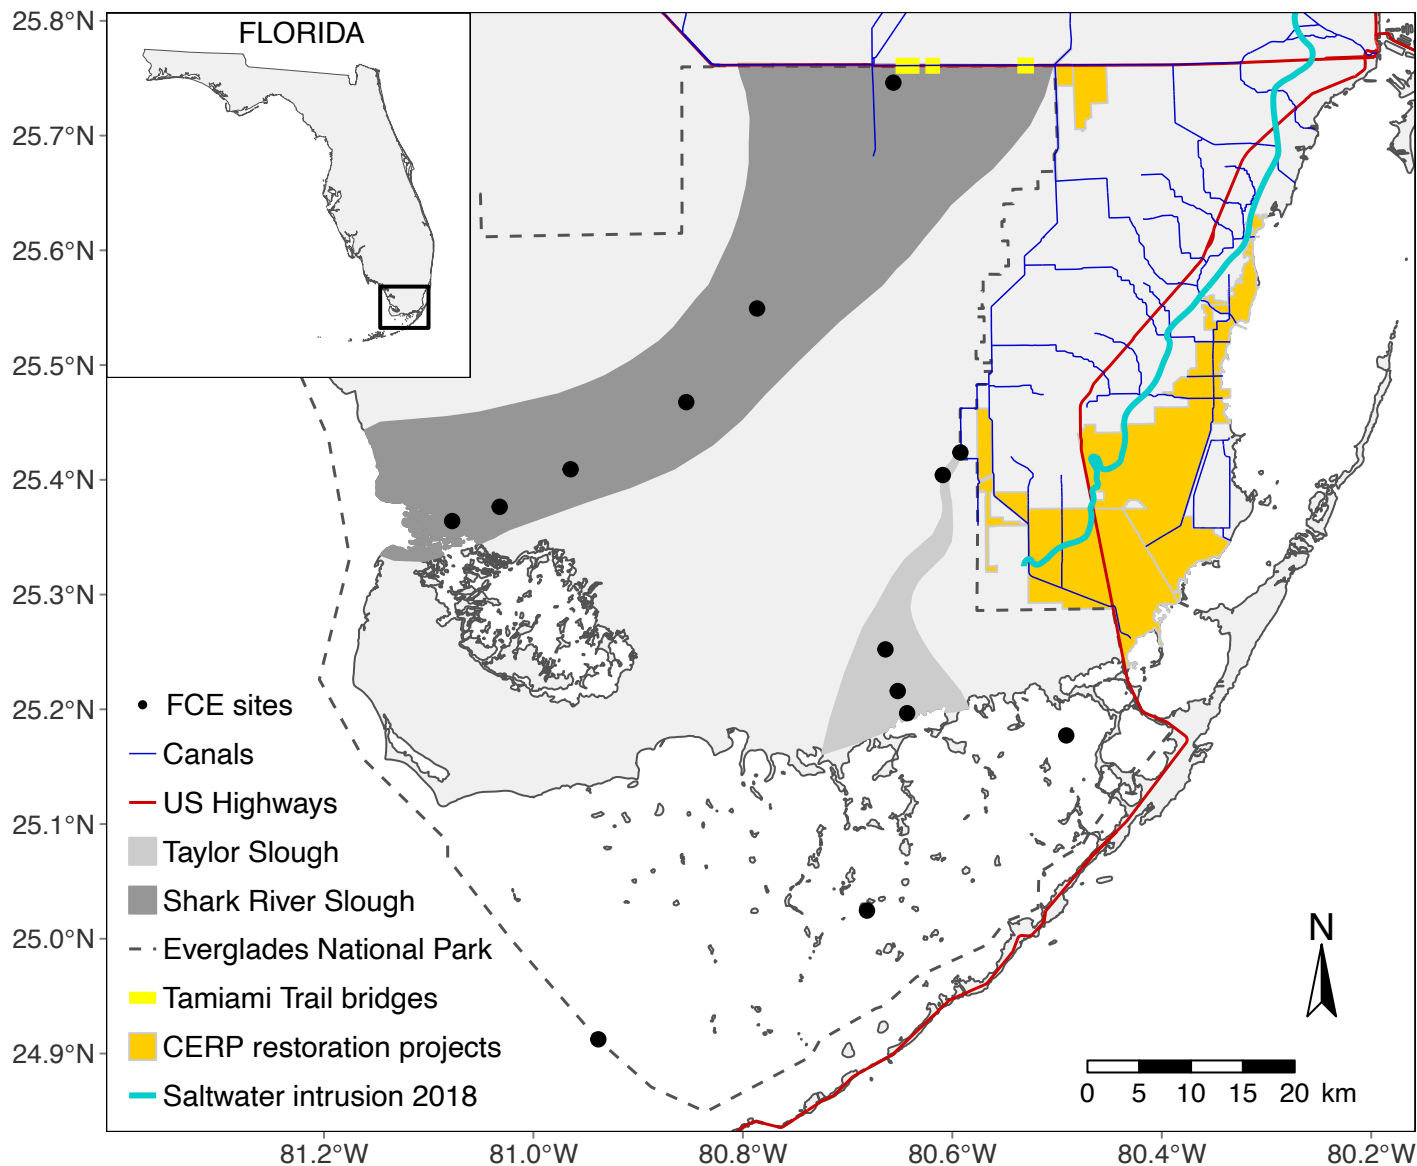 FLORIDA
25.8°N
25.7°N
25.6°N
25.5°N
25.4°N
25.3°N
25.2°N
25.1°N
25.0°N
24.9°N
FCE sites
Canals
US Highways
Taylor Slough
Shark River Slough
Everglades National Park
Tamiami Trail bridges
CERP restoration projects
Saltwater intrusion 2018
N
0 5 10 15 20 km
81.2°W 81.0°W 80.8°W 80.6°W 80.4°W 80.2°W